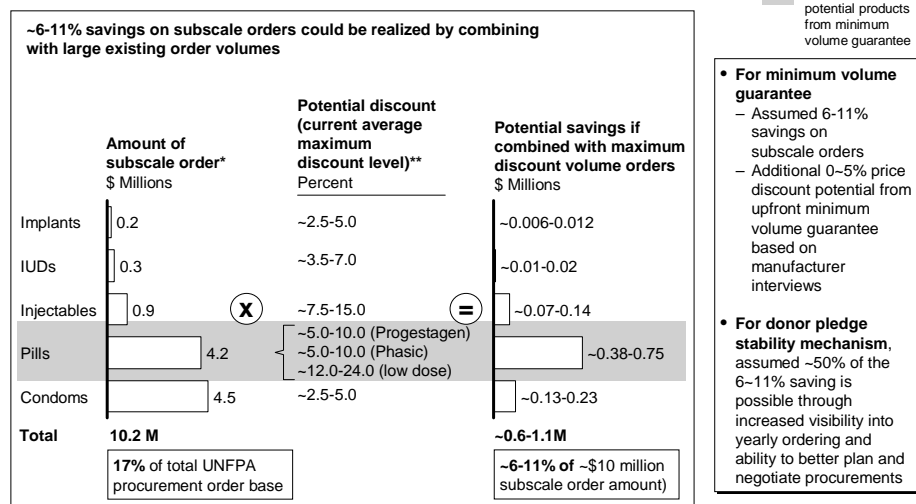 ~6-11% savings on subscale orders could be realized by combining
with large existing order volumes
Amount of
subscale order*
$ Millions
Potential discount
(current average
maximum
discount level)**
Percent
Potential savings if
combined with maximum
discount volume orders
$ Millions
Implants 0.2 ~2.5-5.0 ~0.006-0.012
IUDs 0.3 ~3.5-7.0 ~0.01-0.02
Injectables 0.9 X ~7.5-15.0 = ~0.07-0.14
Pills 4.2 ~5.0-10.0 (Progestagen)
~5.0-10.0 (Phasic)
~12.0-24.0 (low dose)
~0.38-0.75
Condoms 4.5 ~2.5-5.0 ~0.13-0.23
Total 10.2 M ~0.6-1.1M
17% of total UNFPA
procurement order base
~6-11% of ~$10 million
subscale order amount)
potential products
from minimum
volume guarantee
• For minimum volume
guarantee
– Assumed 6-11%
savings on
subscale orders
– Additional 0~5% price
discount potential from
upfront minimum
volume guarantee
based on
manufacturer
interviews
• For donor pledge
stability mechanism,
assumed ~50% of the
6~11% saving is
possible through
increased visibility into
yearly ordering and
ability to better plan and
negotiate procurements